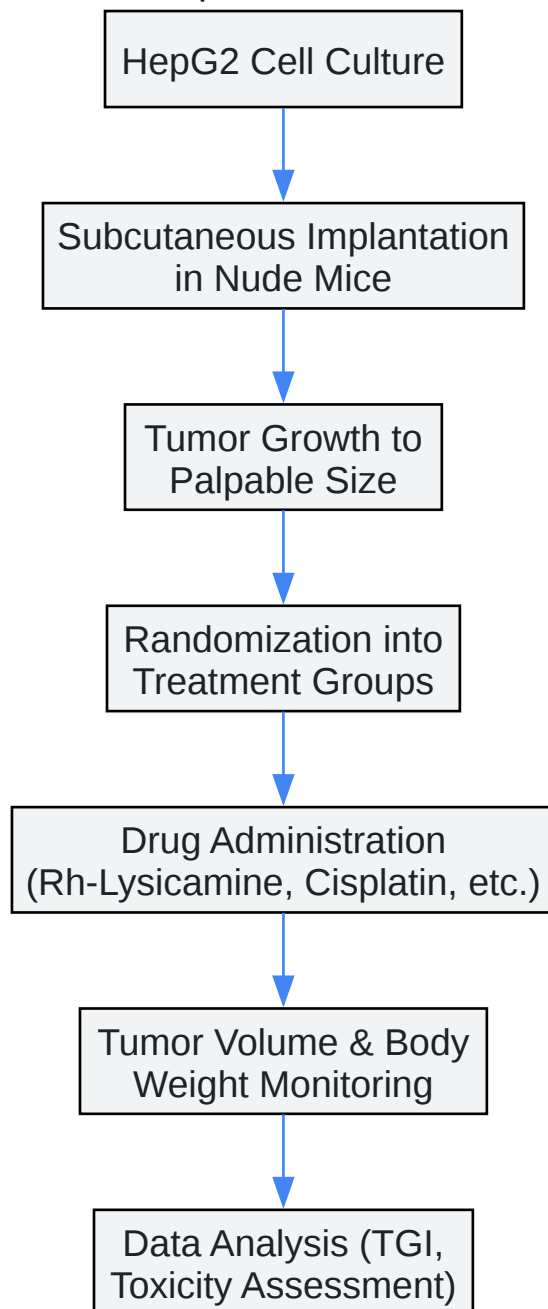 HepG2 Cell Culture
Subcutaneous Implantation
in Nude Mice
Tumor Growth to
Palpable Size
Randomization into
Treatment Groups
Drug Administration
(Rh-Lysicamine, Cisplatin, etc.)
Tumor Volume & Body
Weight Monitoring
Data Analysis (TGI,
Toxicity Assessment)